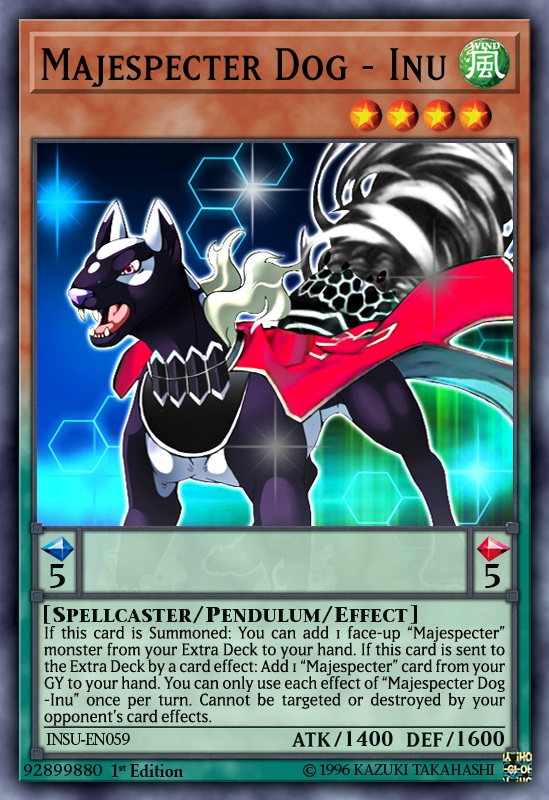 Majespecter Dog - Inu
WIND
風
5
5
[Spellcaster/Pendulum/Effect]
If this card is Summoned: You can add 1 face-up “Majespecter”
monster from your Extra Deck to your hand. If this card is sent to
the Extra Deck by a card effect: Add 1 “Majespecter” card from your
GY to your hand. You can only use each effect of “Majespecter Dog
-Inu” once per turn. Cannot be targeted or destroyed by your
opponent’s card effects.
INSU-EN059
ATK/1400 DEF/1600
92899880 1st Edition
© 1996 KAZUKI TAKAHASHI